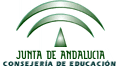 JUNTA DE ANDALUCIA
CONSEJERÍA DE EDUCACIÓN